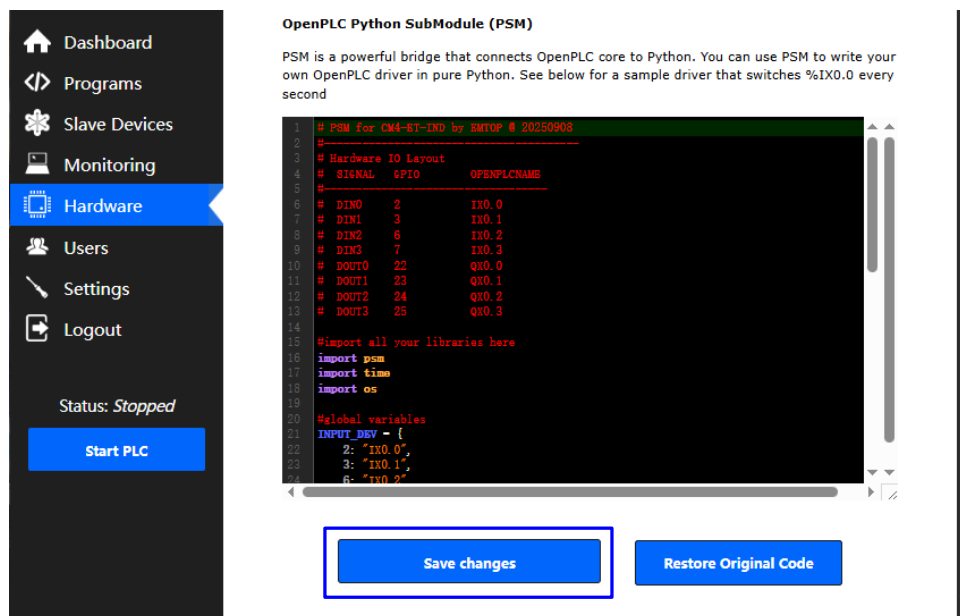 Dashboard
Programs
Slave Devices
Monitoring
Hardware
Users
Settings
Logout
Status: Stopped
Start PLC
OpenPLC Python SubModule (PSM)
PSM is a powerful bridge that connects OpenPLC core to Python. You can use PSM to write your
own OpenPLC driver in pure Python. See below for a sample driver that switches %IX0.0 every
second
1 # PSM for CM4-ET-IND by EMTOP @ 20250908
2 #------------------------------------------------
3 # Hardware IO Layout
4 # SIGNAL GPIO OPENPLCNAME
5 #------------------------------------------
6 # DIN0 2 IX0.0
7 # DIN1 3 IX0.1
8 # DIN2 6 IX0.2
9 # DIN3 7 IX0.3
10 # DOUT0 22 QX0.0
11 # DOUT1 23 QX0.1
12 # DOUT2 24 QX0.2
13 # DOUT3 25 QX0.3
14
15 #import all your libraries here
16 import psm
17 import time
18 import os
19
20 #global variables
21 INPUT_DEV = {
22 2: "IX0.0",
23 3: "IX0.1",
24 6: "IX0.2"
Save changes
Restore Original Code